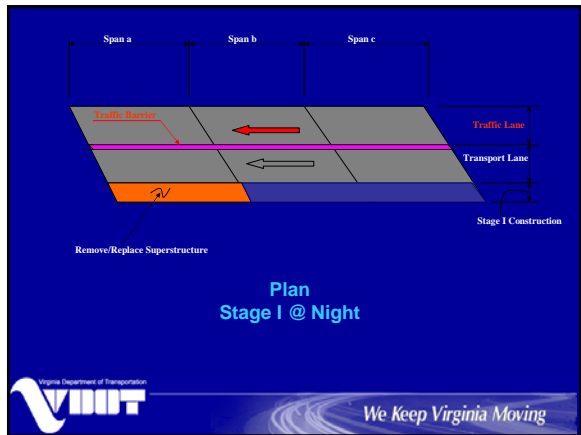 Span a Span b Span c
Traffic Barrier
Traffic Lane
Transport Lane
Stage I Construction
Remove/Replace Superstructure
Plan
Stage I @ Night
Virginia Department of Transportation
VDOT
We Keep Virginia Moving